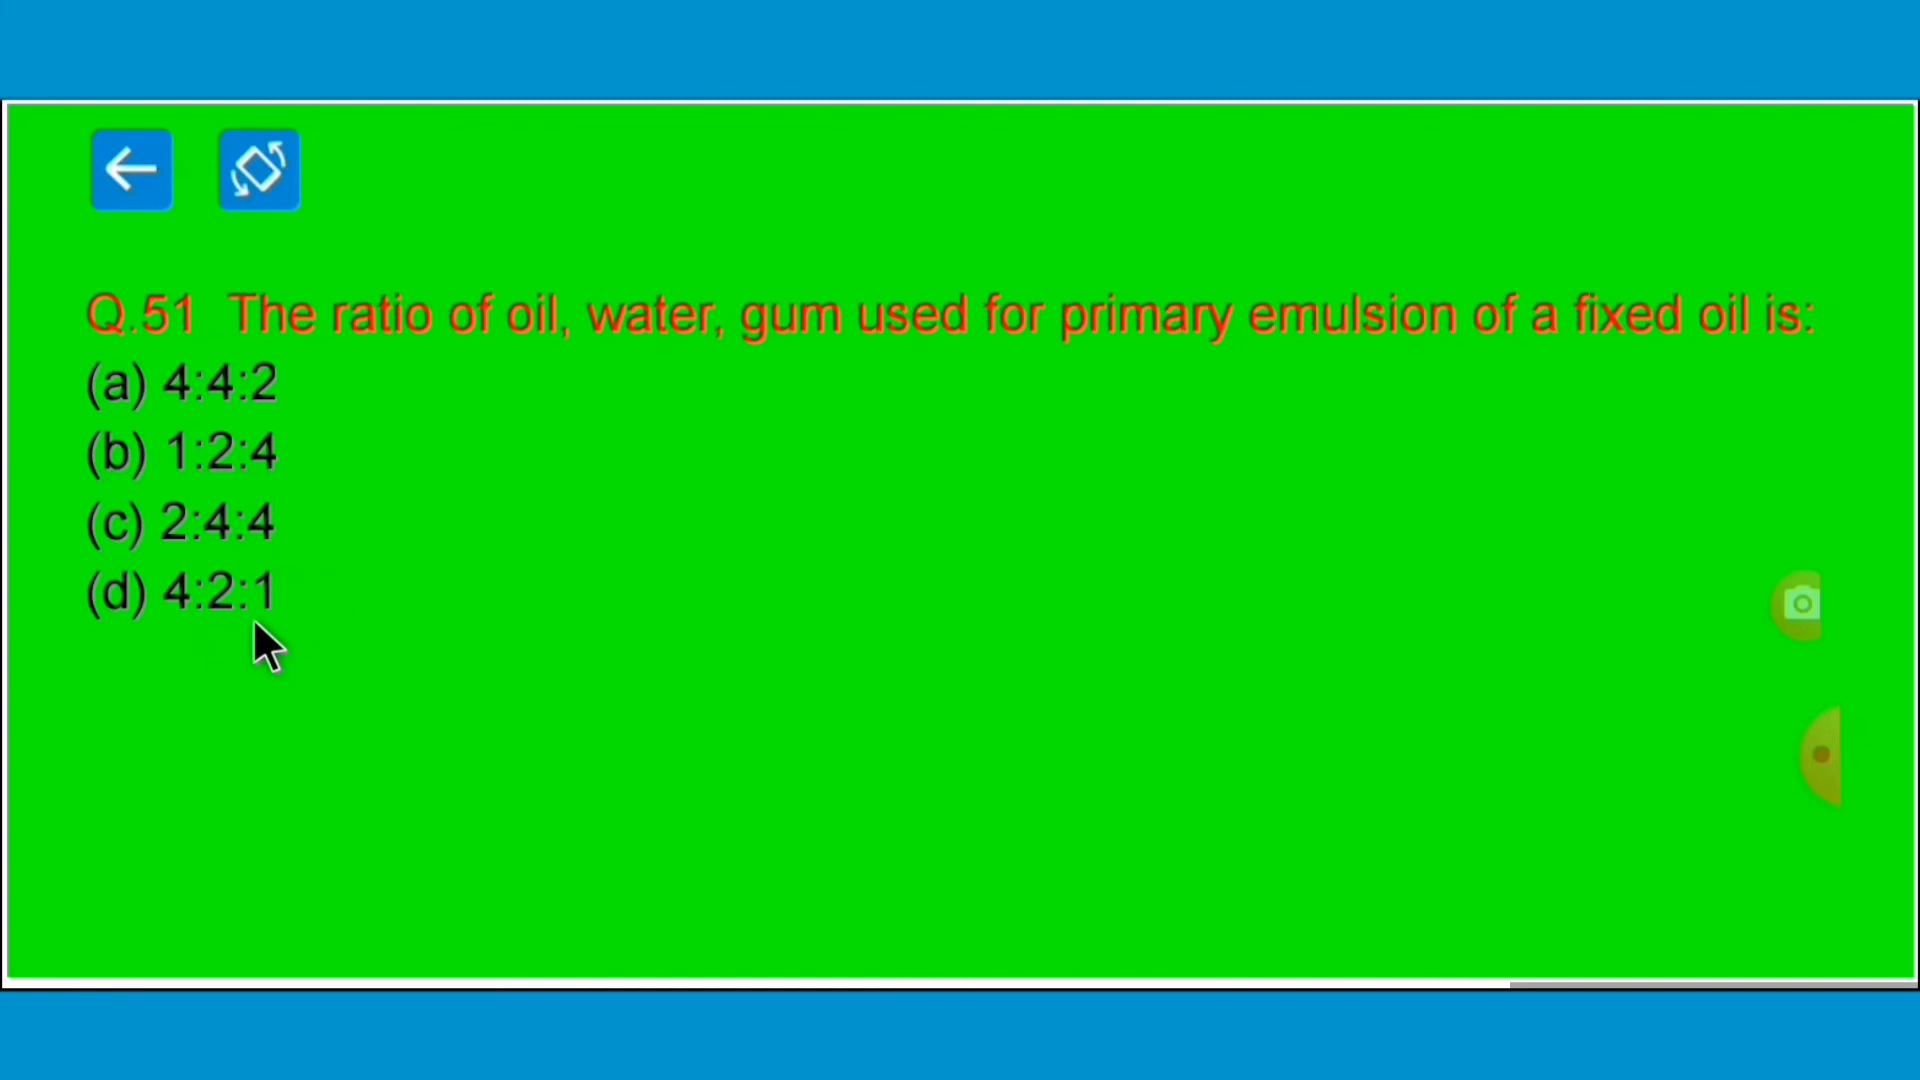 Q.51 The ratio of oil, water, gum used for primary emulsion of a fixed oil is:
(a) 4:4:2
(b) 1:2:4
(c) 2:4:4
(d) 4:2:1